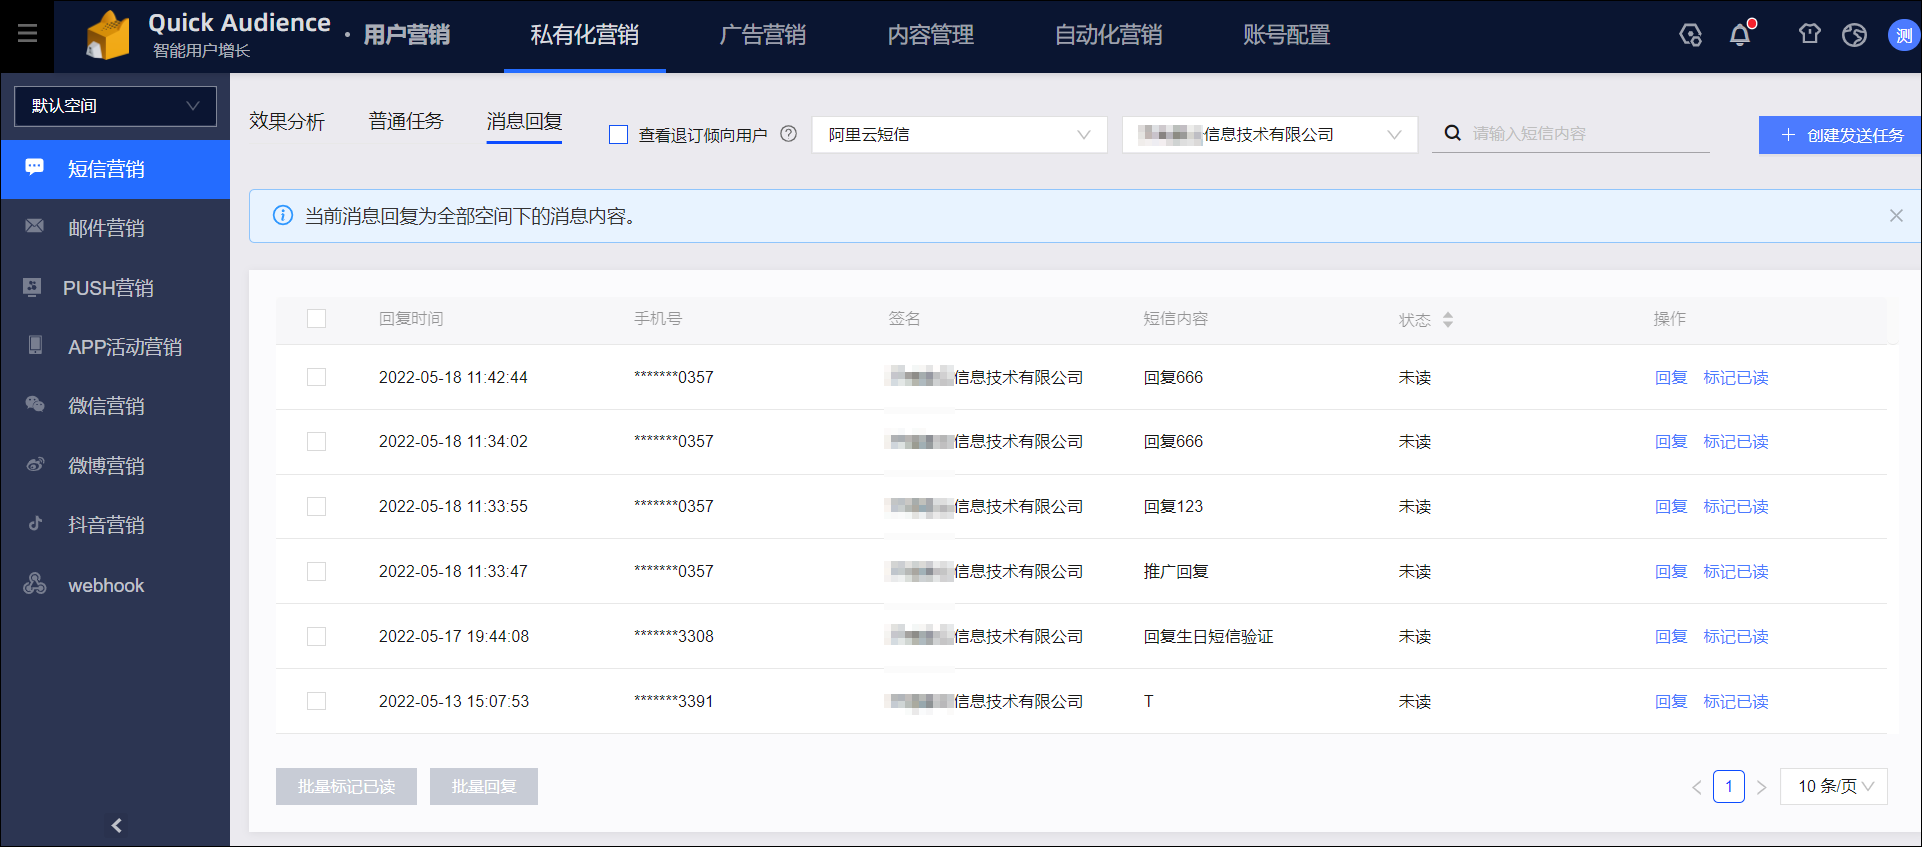 Quick Audience
智能用户增长
· 用户营销
私有化营销
广告营销
内容管理
自动化营销
账号配置
测
默认空间
短信营销
邮件营销
PUSH营销
APP活动营销
微信营销
微博营销
抖音营销
webhook
效果分析
普通任务
消息回复
查看退订倾向用户
阿里云短信
信息技术有限公司
请输入短信内容
+ 创建发送任务
当前消息回复为全部空间下的消息内容。
回复时间 手机号 签名 短信内容 状态 操作
2022-05-18 11:42:44 *******0357 信息技术有限公司 回复666 未读 回复 标记已读
2022-05-18 11:34:02 *******0357 信息技术有限公司 回复666 未读 回复 标记已读
2022-05-18 11:33:55 *******0357 信息技术有限公司 回复123 未读 回复 标记已读
2022-05-18 11:33:47 *******0357 信息技术有限公司 推广回复 未读 回复 标记已读
2022-05-17 19:44:08 *******3308 信息技术有限公司 回复生日短信验证 未读 回复 标记已读
2022-05-13 15:07:53 *******3391 信息技术有限公司 T 未读 回复 标记已读
批量标记已读
批量回复
1
10 条/页